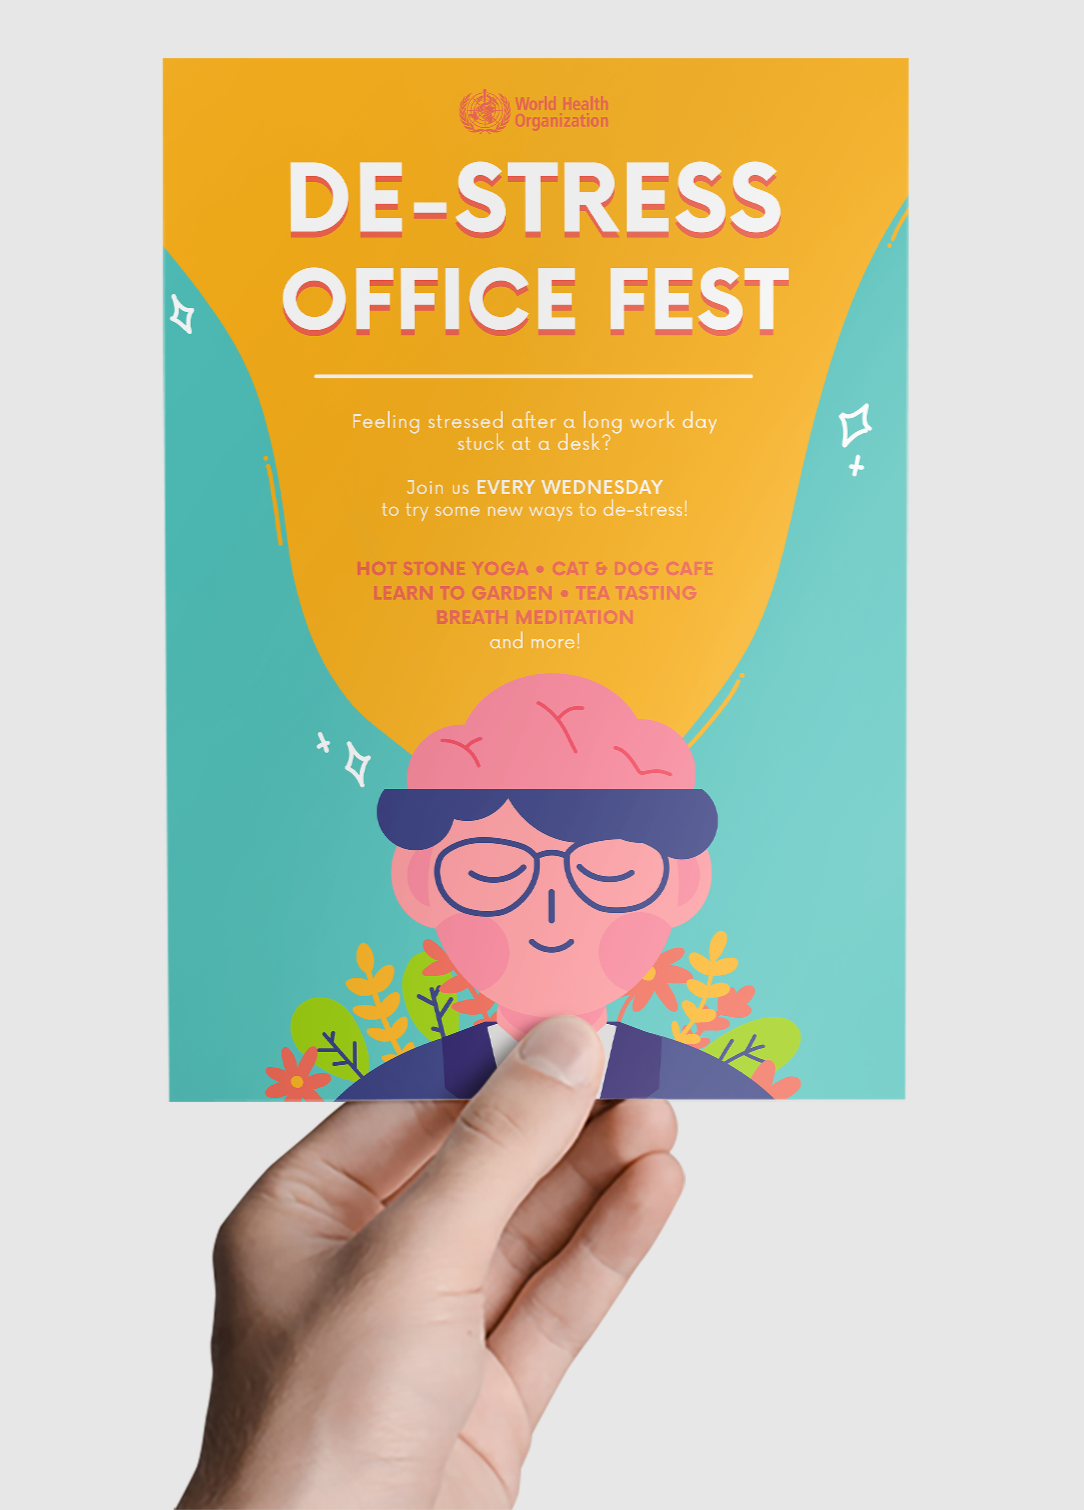 World Health
Organization
DE-STRESS
OFFICE FEST
Feeling stressed after a long work day
stuck at a desk?
Join us EVERY WEDNESDAY
to try some new ways to de-stress!
HOT STONE YOGA • CAT & DOG CAFE
LEARN TO GARDEN • TEA TASTING
BREATH MEDITATION
and more!